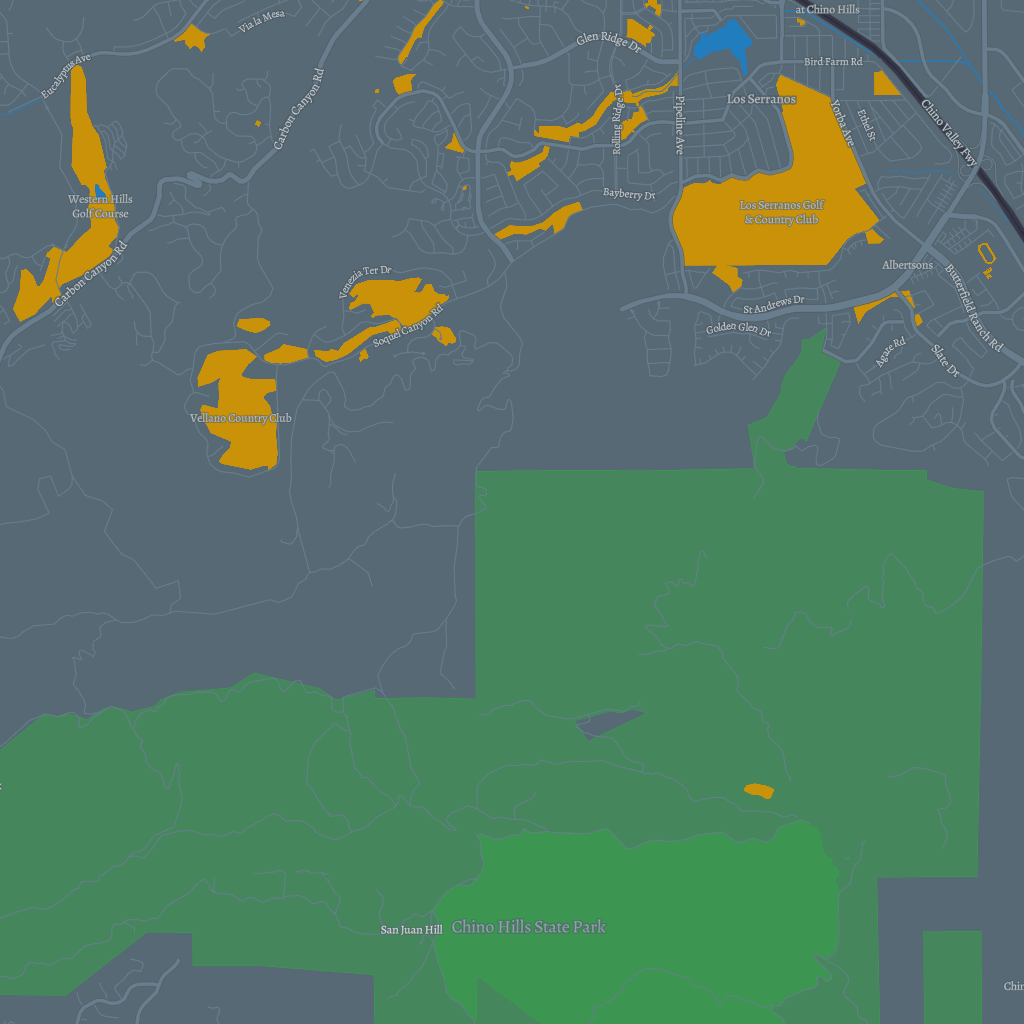 at Chino Hills
Via la Mesa
Glen Ridge Dr
Eucalyptus Ave
Bird Farm Rd
Carbon Canyon Rd
Los Serranos
Rolling Ridge Dr
Pipeline Ave
Yorba Ave
Ethel St
Chino Valley Fwy
Western Hills
Golf Course
Bayberry Dr
Los Serranos Golf
& Country Club
Carbon Canyon Rd
Albertsons
Venezia Ter Dr
Butterfield Ranch Rd
St Andrews Dr
Soquel Canyon Rd
Golden Glen Dr
Agate Rd
Slate Dr
Vellano Country Club
San Juan Hill
Chino Hills State Park